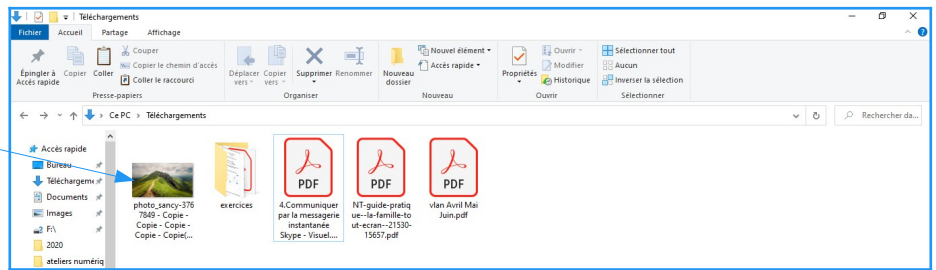 Téléchargements
Fichier Accueil Partage Affichage
Épingler à Accès rapide
Copier
Coller
Couper
Copier le chemin d'accès
Coller le raccourci
Presse-papiers
Déplacer vers
Copier vers
Supprimer
Renommer
Organiser
Nouveau dossier
Nouvel élément
Accès rapide
Nouveau
Propriétés
Ouvrir
Modifier
Historique
Ouvrir
Sélectionner tout
Aucun
Inverser la sélection
Sélectionner
Ce PC > Téléchargements
Rechercher da...
Accès rapide
Bureau
Téléchargeme
Documents
Images
F:\
2020
ateliers numériq
photo_sancy-376
7849 - Copie -
Copie - Copie -
Copie - Copie(...
exercices
PDF
4.Communiquer
par la messagerie
instantanée
Skype - Visuel....
PDF
NT-guide-pratiq
ue--la-famille-to
ut-ecran--21530-
15657.pdf
PDF
vlan Avril Mai
Juin.pdf